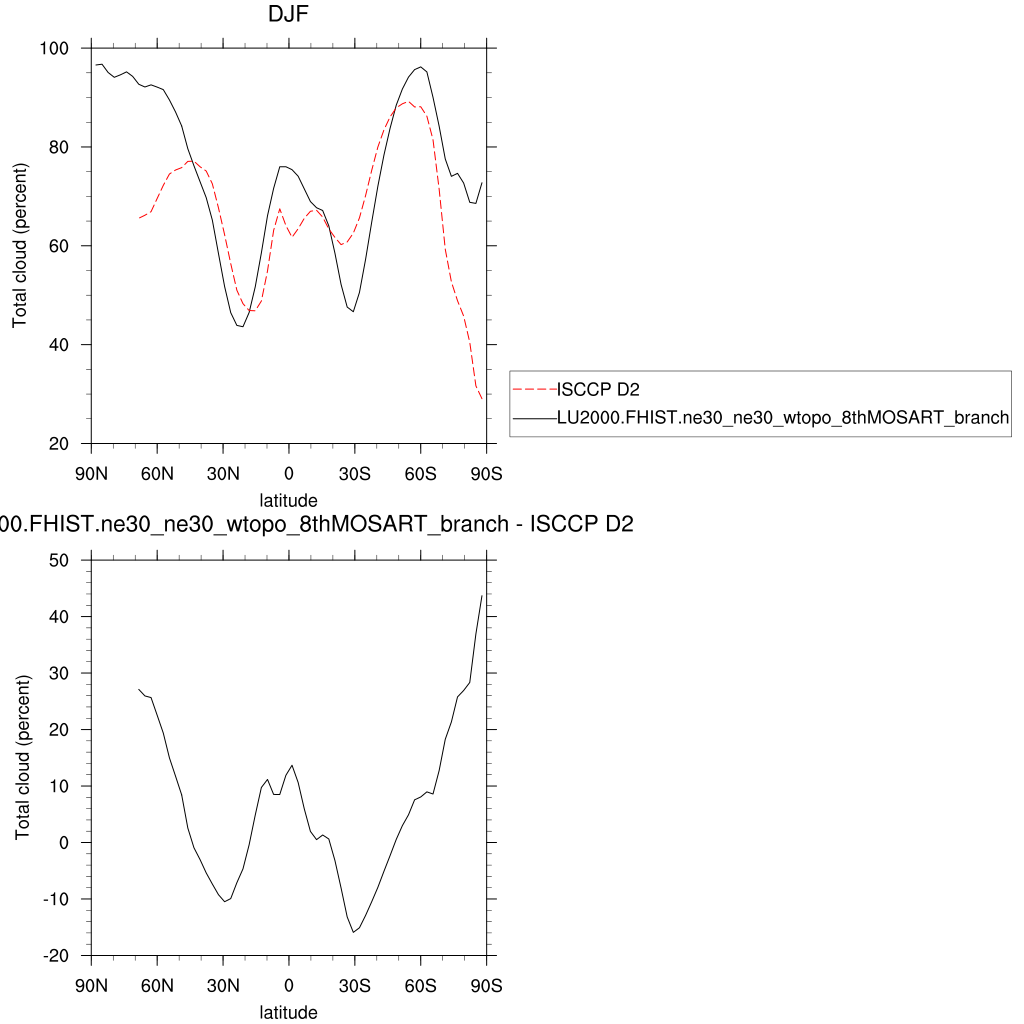 DJF
100
80
60
40
20
Total cloud (percent)
90N 60N 30N 0 30S 60S 90S
latitude
ISCCP D2
LU2000.FHIST.ne30_ne30_wtopo_8thMOSART_branch
00.FHIST.ne30_ne30_wtopo_8thMOSART_branch - ISCCP D2
50
40
30
20
10
0
-10
-20
Total cloud (percent)
90N 60N 30N 0 30S 60S 90S
latitude